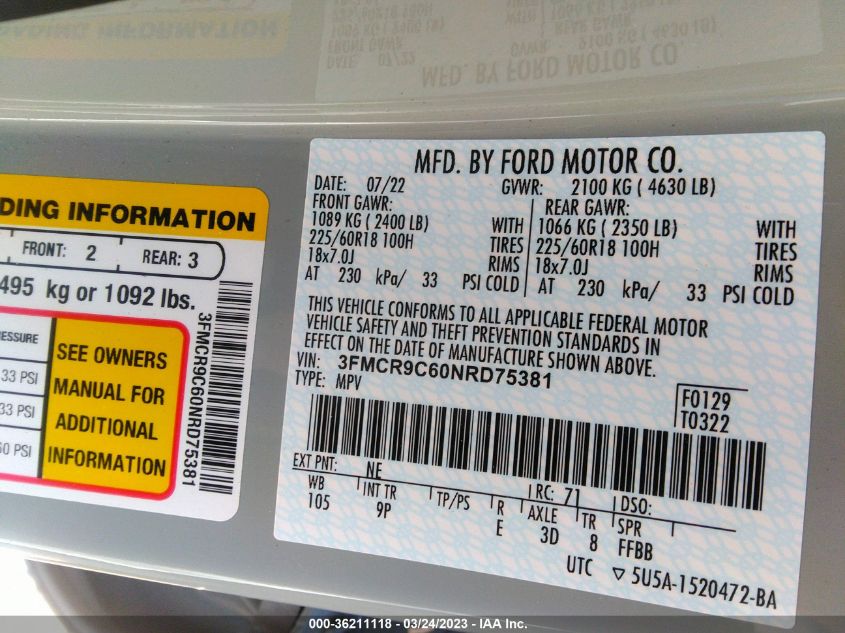 MFD. BY FORD MOTOR CO.
DATE: 07/22 GVWR: 2100 KG ( 4630 LB)
FRONT GAWR: REAR GAWR:
1089 KG ( 2400 LB) WITH 1066 KG ( 2350 LB) WITH
225/60R18 100H TIRES 225/60R18 100H TIRES
18x7.0J RIMS 18x7.0J RIMS
AT 230 kPa/ 33 PSI COLD AT 230 kPa/ 33 PSI COLD
THIS VEHICLE CONFORMS TO ALL APPLICABLE FEDERAL MOTOR
VEHICLE SAFETY AND THEFT PREVENTION STANDARDS IN
EFFECT ON THE DATE OF MANUFACTURE SHOWN ABOVE.
VIN: 3FMCR9C60NRD75381
TYPE: MPV
F0129
T0322
EXT PNT: NE RC: 71 DSO:
WB INT TR TP/PS R AXLE TR SPR
105 9P E 3D 8 FFBB
UTC ▽ 5U5A-1520472-BA
DING INFORMATION
FRONT: 2 REAR: 3
495 kg or 1092 lbs.
33 PSI
33 PSI
60 PSI
SEE OWNERS
MANUAL FOR
ADDITIONAL
INFORMATION
3FMCR9C60NRD75381
000-36211118 - 03/24/2023 - IAA Inc.